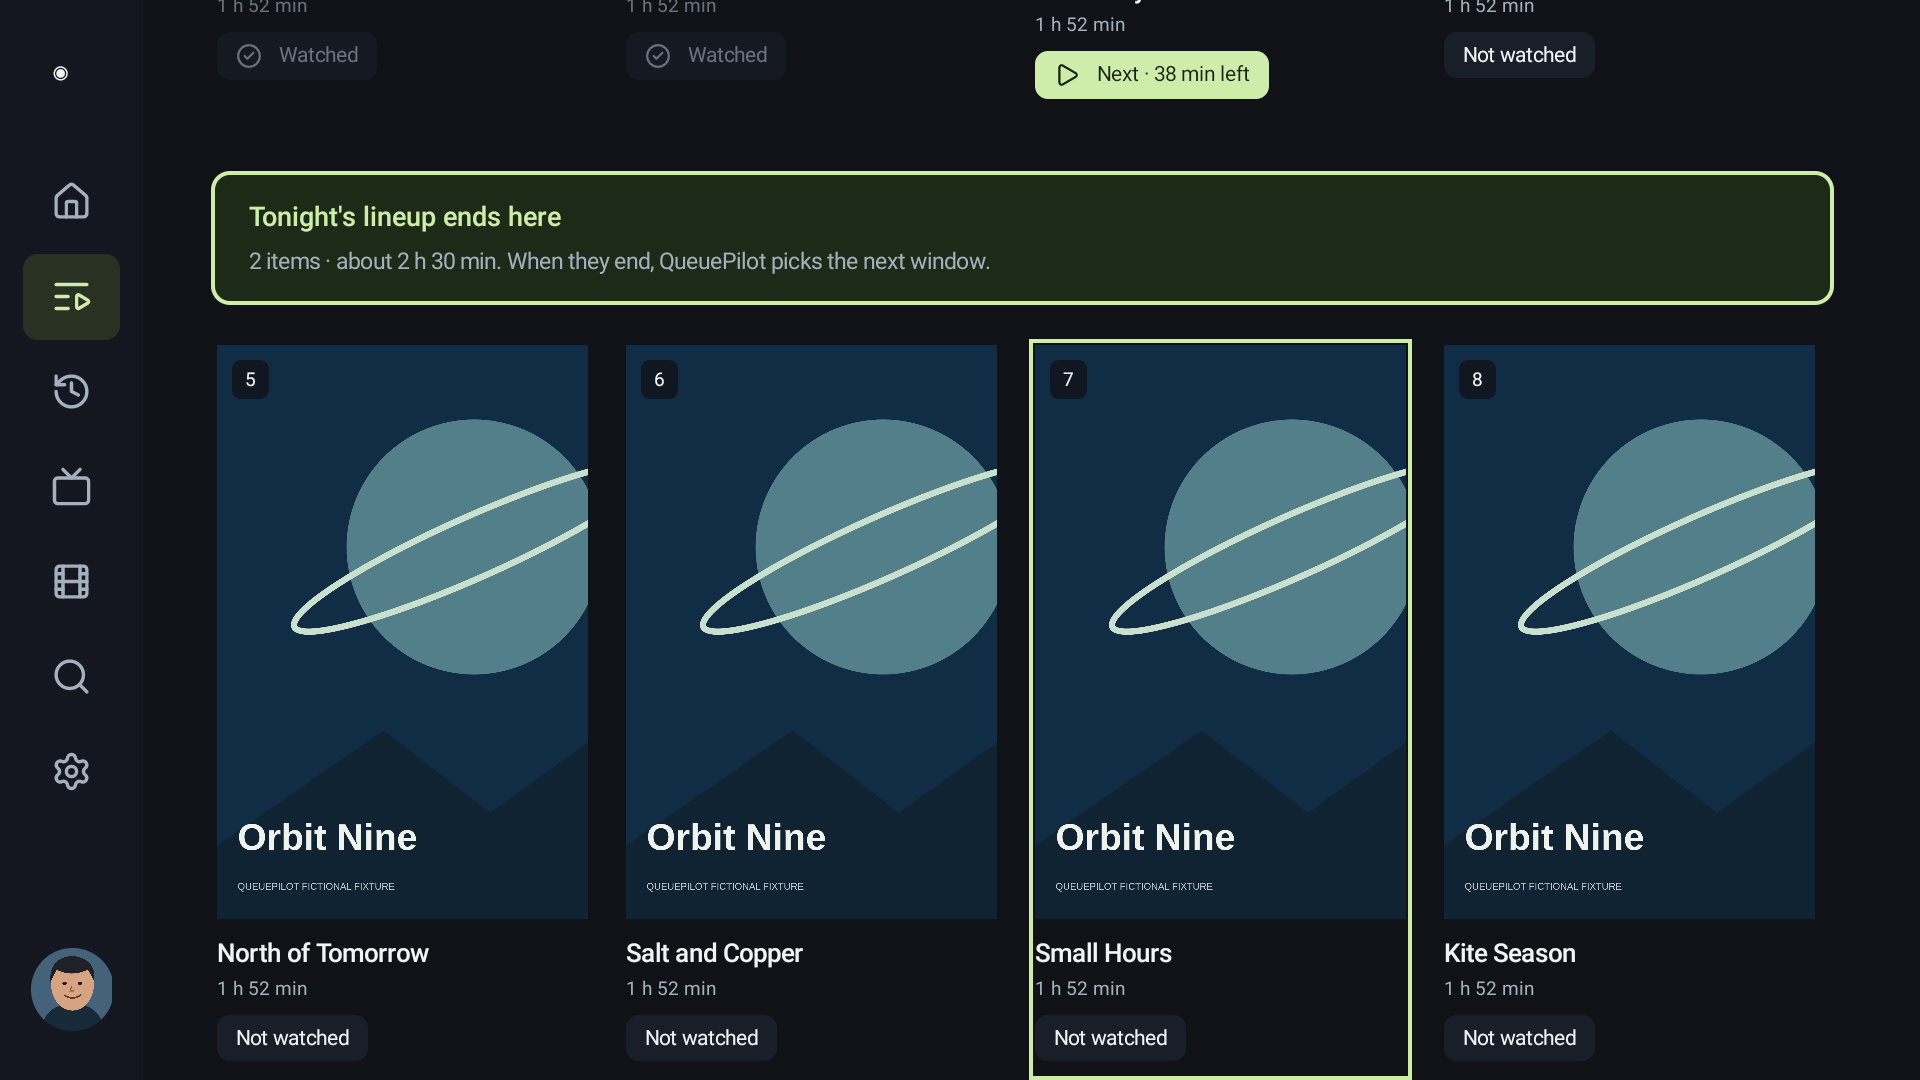 1 h 52 min
1 h 52 min
1 h 52 min
1 h 52 min
Watched
Watched
Next · 38 min left
Not watched
Tonight's lineup ends here
2 items · about 2 h 30 min. When they end, QueuePilot picks the next window.
5
6
7
8
Orbit Nine
QUEUEPILOT FICTIONAL FIXTURE
Orbit Nine
QUEUEPILOT FICTIONAL FIXTURE
Orbit Nine
QUEUEPILOT FICTIONAL FIXTURE
Orbit Nine
QUEUEPILOT FICTIONAL FIXTURE
North of Tomorrow
1 h 52 min
Not watched
Salt and Copper
1 h 52 min
Not watched
Small Hours
1 h 52 min
Not watched
Kite Season
1 h 52 min
Not watched